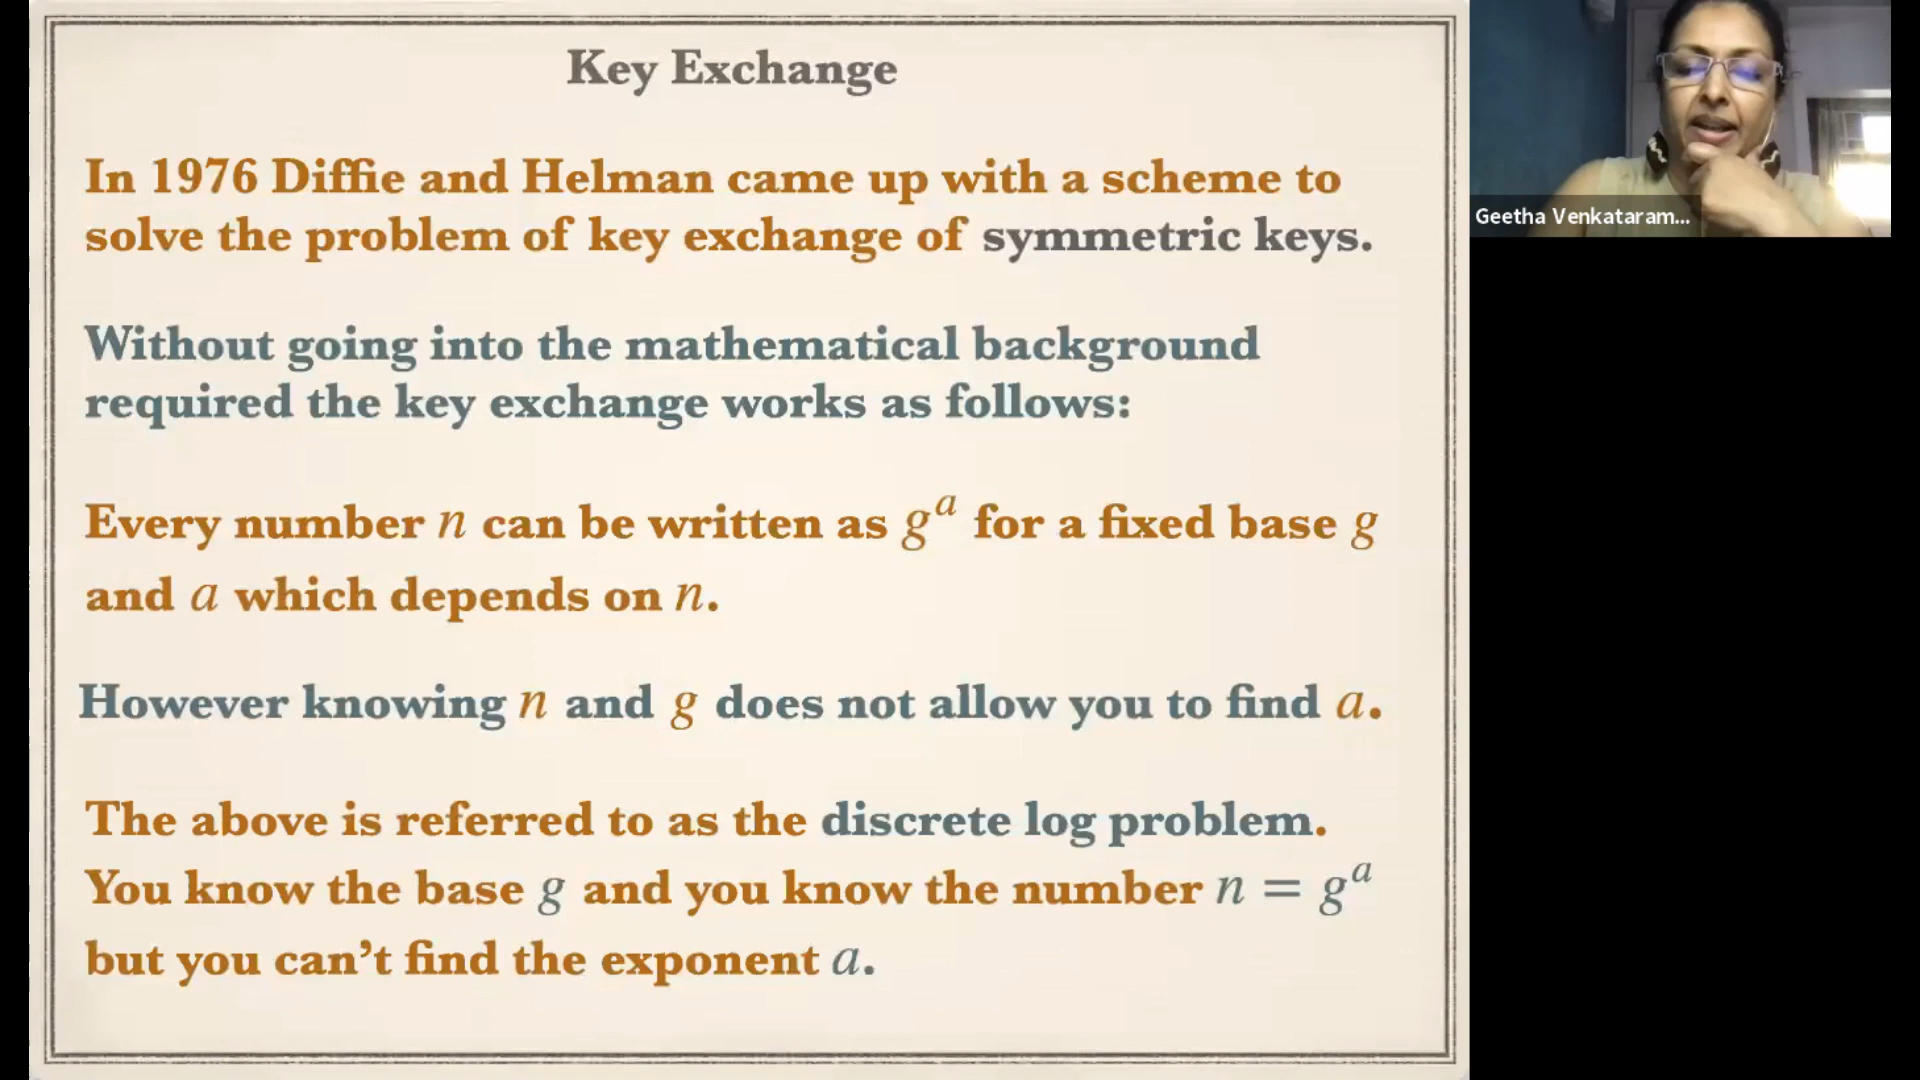 Key Exchange
In 1976 Diffie and Helman came up with a scheme to
solve the problem of key exchange of symmetric keys.
Without going into the mathematical background
required the key exchange works as follows:
Every number n can be written as gᵃ for a fixed base g
and a which depends on n.
However knowing n and g does not allow you to find a.
The above is referred to as the discrete log problem.
You know the base g and you know the number n = gᵃ
but you can't find the exponent a.
Geetha Venkataram...